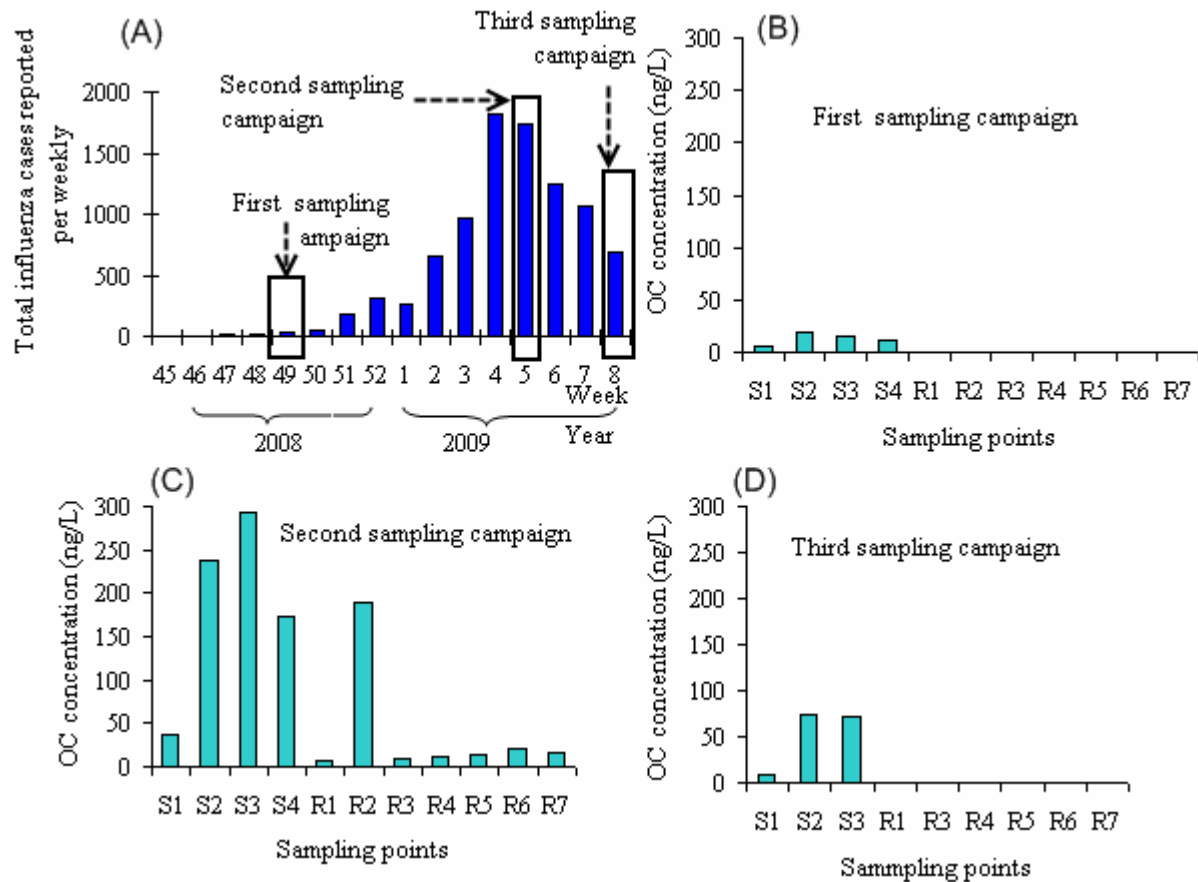 (A)
Total influenza cases reported
per weekly
2000
1500
1000
500
0
Third sampling
campaign
Second sampling
campaign
First sampling
ampaign
45 46 47 48 49 50 51 52 1 2 3 4 5 6 7 8
Week
2008 2009 Year
(B)
OC concentration (ng/L)
300
250
200
150
100
50
0
First sampling campaign
S1 S2 S3 S4 R1 R2 R3 R4 R5 R6 R7
Sampling points
(C)
OC concentration (ng/L)
300
250
200
150
100
50
0
Second sampling campaign
S1 S2 S3 S4 R1 R2 R3 R4 R5 R6 R7
Sampling points
(D)
OC concentration (ng/L)
300
250
200
150
100
50
0
Third sampling campaign
S1 S2 S3 R1 R3 R4 R5 R6 R7
Sammpling points